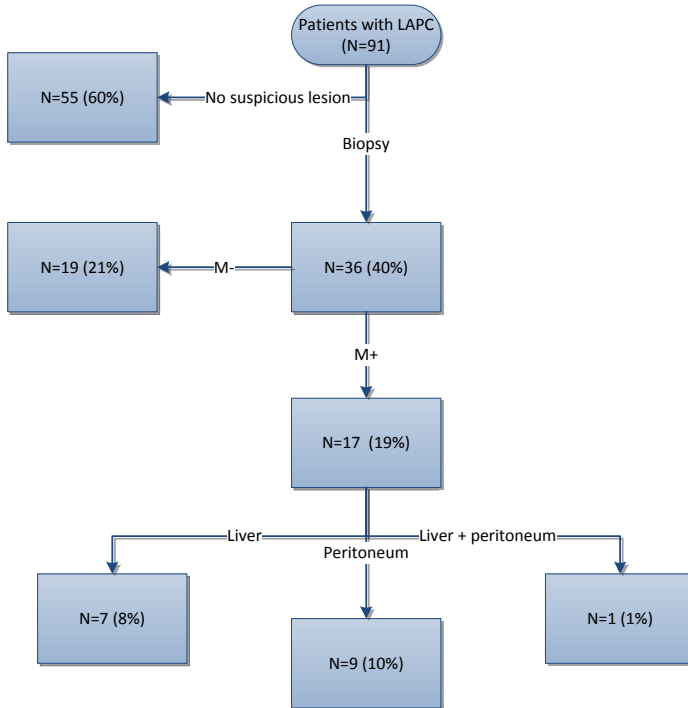 Patients with LAPC
(N=91)
N=55 (60%)
No suspicious lesion
Biopsy
N=19 (21%)
M-
N=36 (40%)
M+
N=17  (19%)
Liver
Peritoneum
Liver + peritoneum
N=7 (8%)
N=9 (10%)
N=1 (1%)